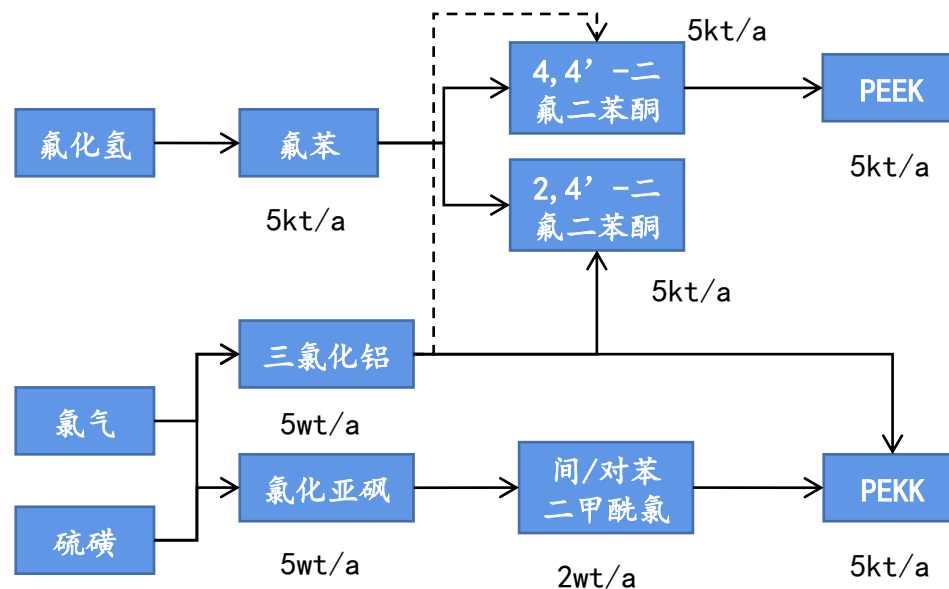 5kt/a
4,4’-二
氟二苯酮
PEEK
氟化氢
氟苯
5kt/a
5kt/a
2,4’-二
氟二苯酮
5kt/a
三氯化铝
氯气
5wt/a
氯化亚砜
间/对苯
二甲酰氯
PEKK
硫磺
5wt/a
2wt/a
5kt/a